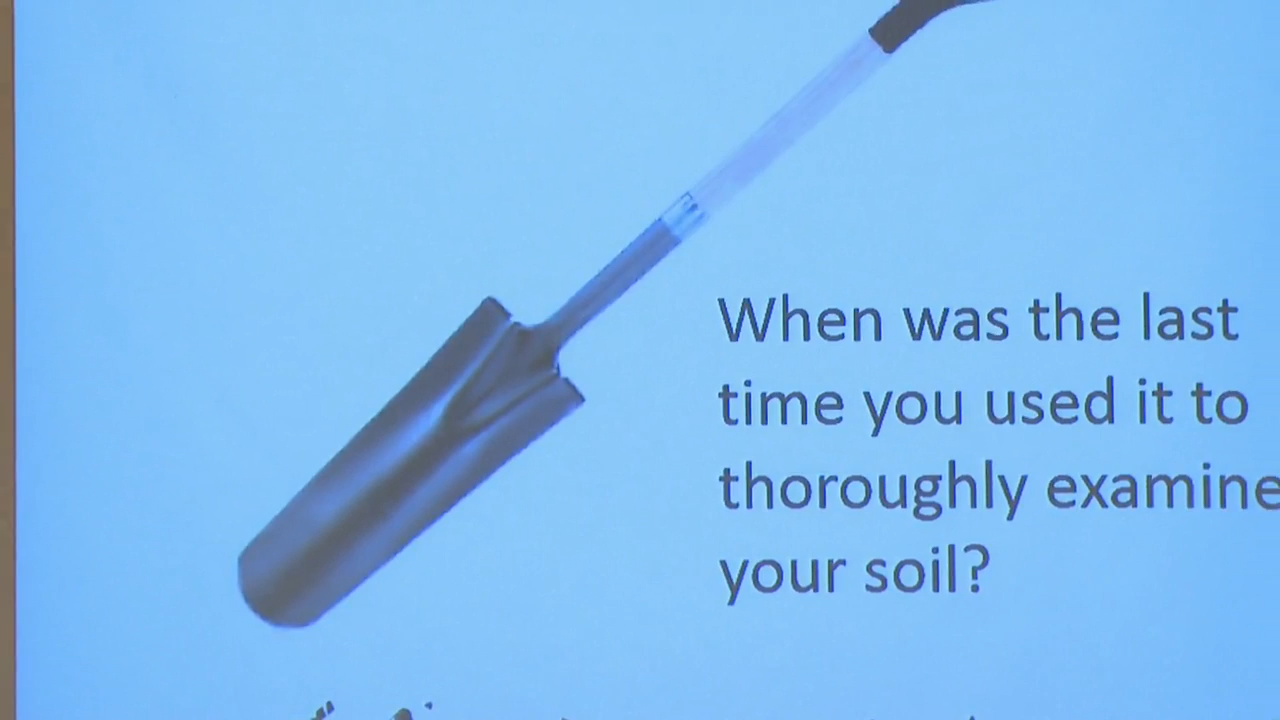 When was the last
time you used it to
thoroughly examine
your soil?